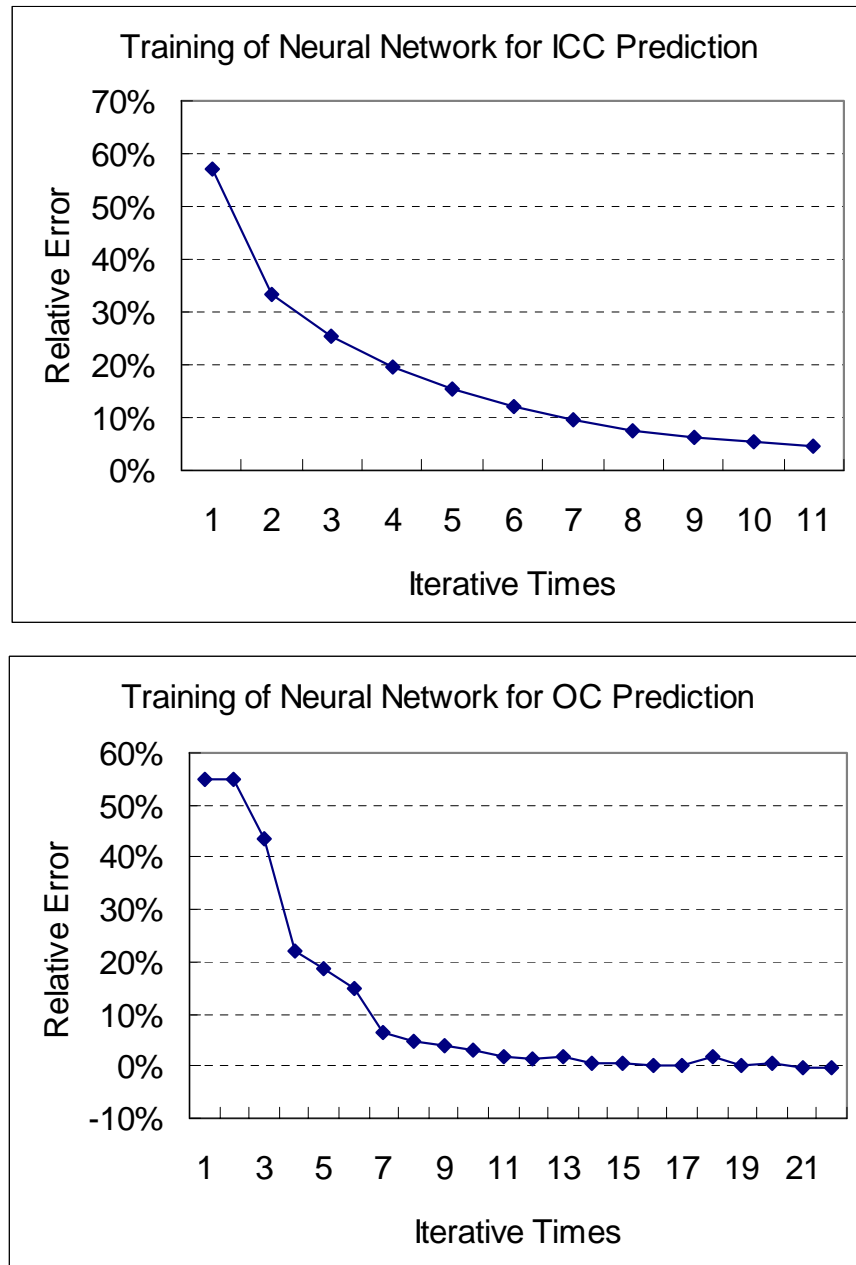 Training of Neural Network for ICC Prediction
70%
60%
50%
40%
30%
20%
10%
0%
Relative Error
1 2 3 4 5 6 7 8 9 10 11
Iterative Times
Training of Neural Network for OC Prediction
60%
50%
40%
30%
20%
10%
0%
-10%
Relative Error
1 3 5 7 9 11 13 15 17 19 21
Iterative Times